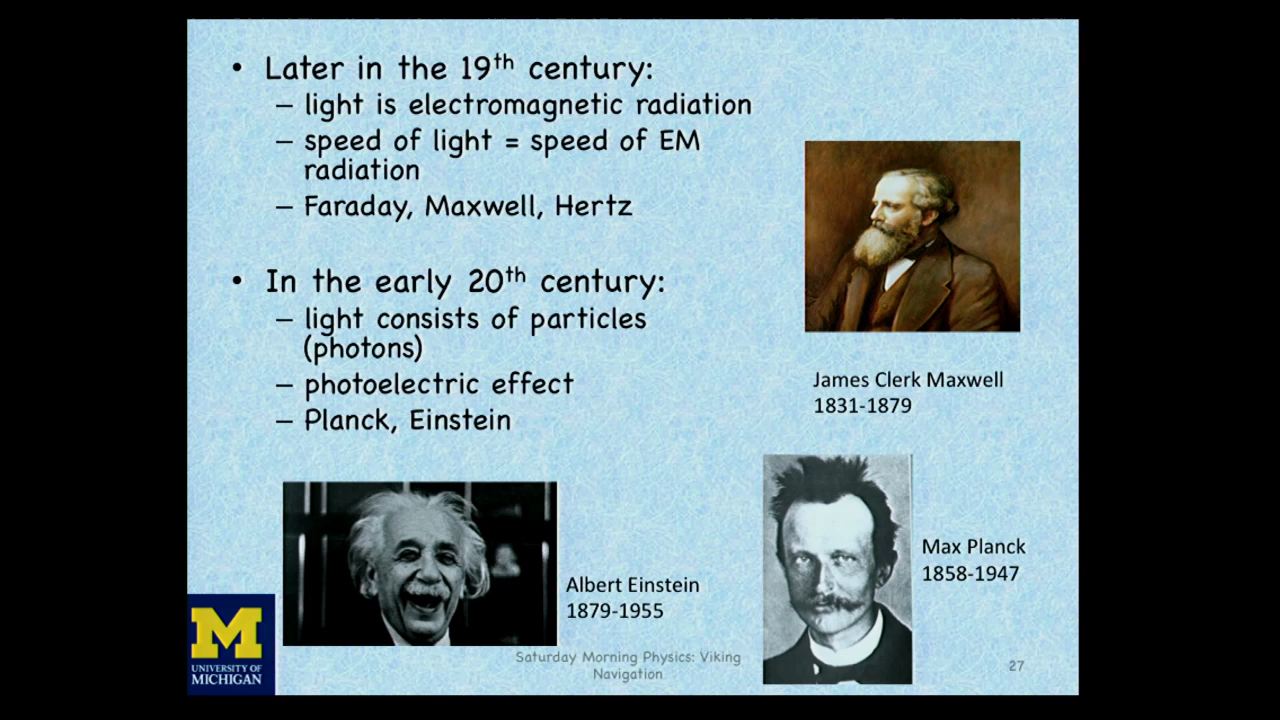 • Later in the 19th century:
– light is electromagnetic radiation
– speed of light = speed of EM
radiation
– Faraday, Maxwell, Hertz
• In the early 20th century:
– light consists of particles
(photons)
– photoelectric effect
– Planck, Einstein
James Clerk Maxwell
1831-1879
Max Planck
1858-1947
Albert Einstein
1879-1955
M
UNIVERSITY OF
MICHIGAN
Saturday Morning Physics: Viking
Navigation
27